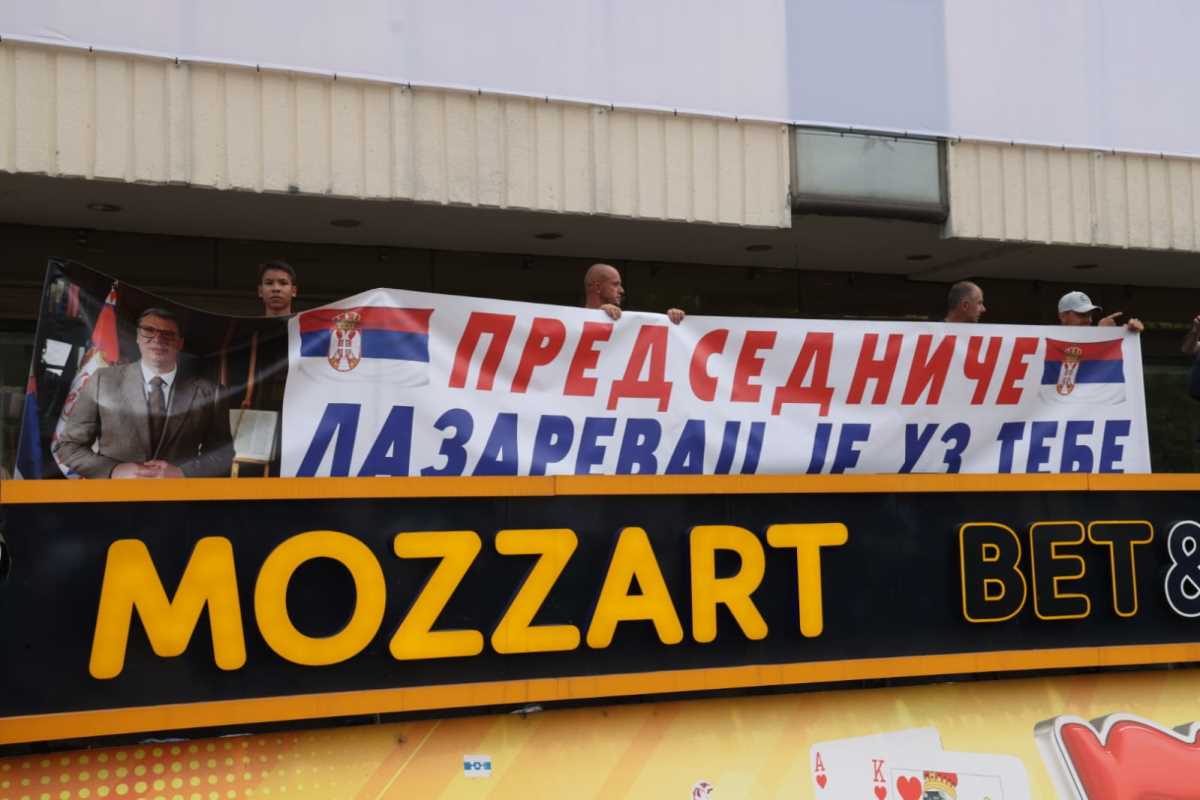 ПРЕДСЕДНИЧЕ
ЛАЗАРЕВАЦ ЈЕ УЗ ТЕБЕ
MOZZART BET &
A
K